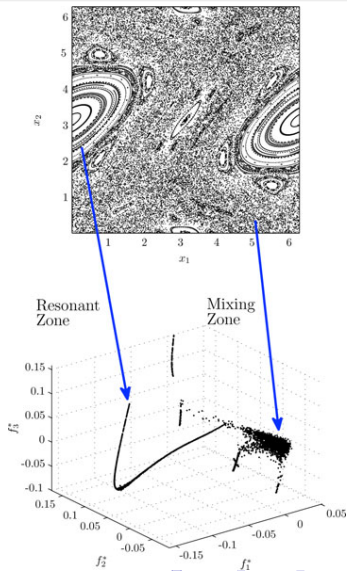 6
5
4
x₂
3
2
1
1 2 3 4 5 6
x₁
Resonant
Zone
Mixing
Zone
0.15
0.1
0.05
f₃*
0
-0.05
-0.1
0.15
0.1
0.05
0
-0.05
f₂*
-0.15
-0.1
-0.05
0
0.05
f₁*